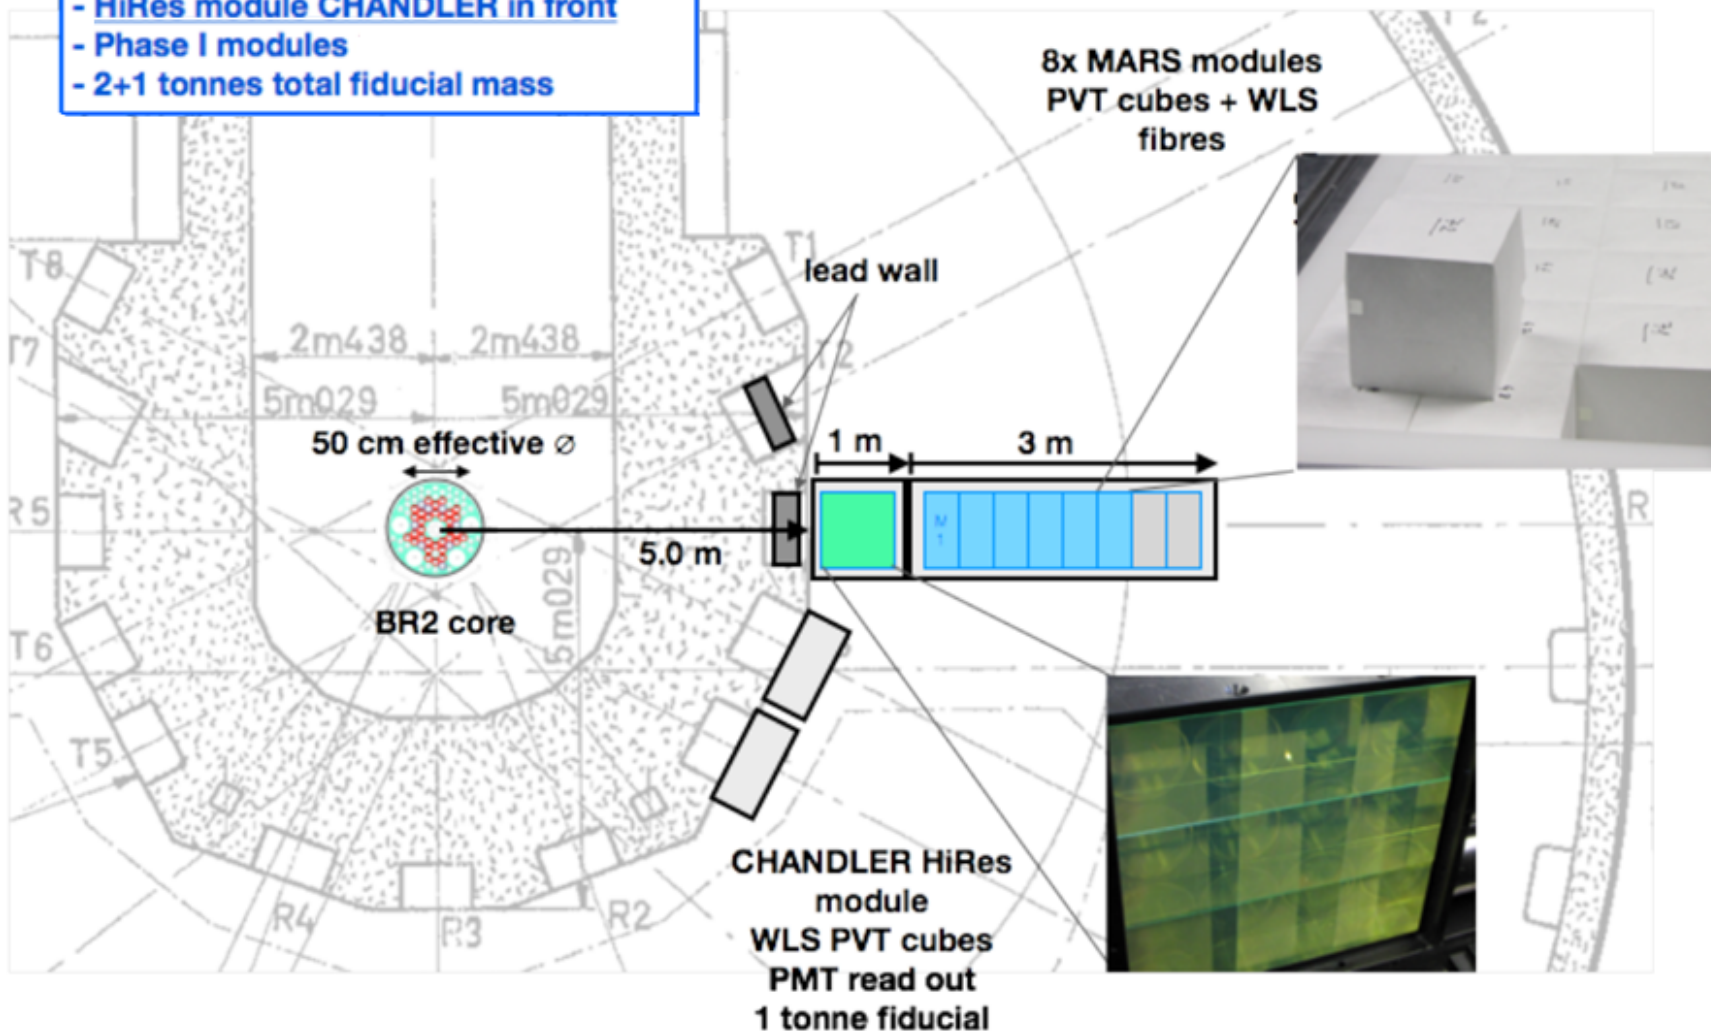 - HiRes module CHANDLER in front
- Phase I modules
- 2+1 tonnes total fiducial mass
8x MARS modules
PVT cubes + WLS
fibres
T8
T1
lead wall
T7
2m438
2m438
T2
5m029
5m029
50 cm effective ∅
1 m
3 m
R5
M
1
R
5.0 m
5m029
BR2 core
T6
T5
CHANDLER HiRes
module
WLS PVT cubes
PMT read out
1 tonne fiducial
R4
R3
R2